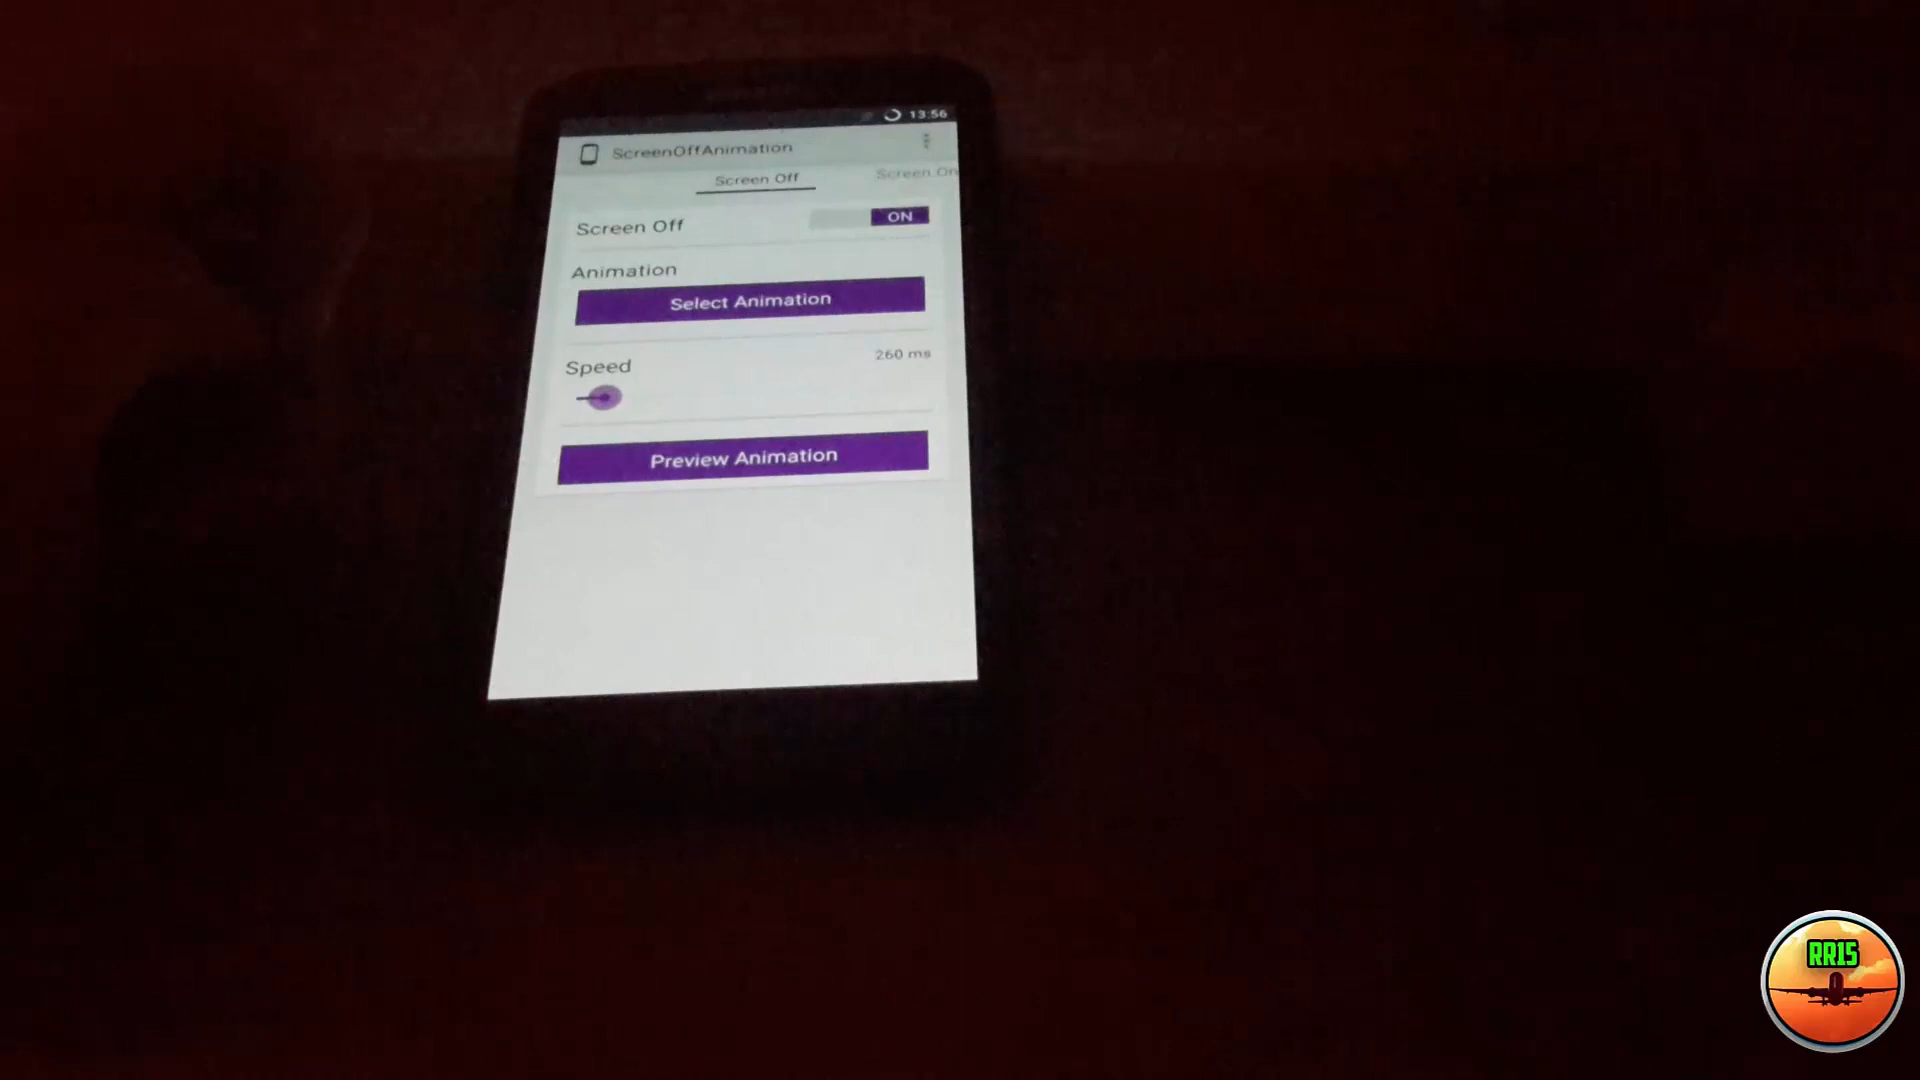 13:56
ScreenOffAnimation
Screen Off
Screen On
Screen Off
ON
Animation
Select Animation
Speed
260 ms
Preview Animation
RR15